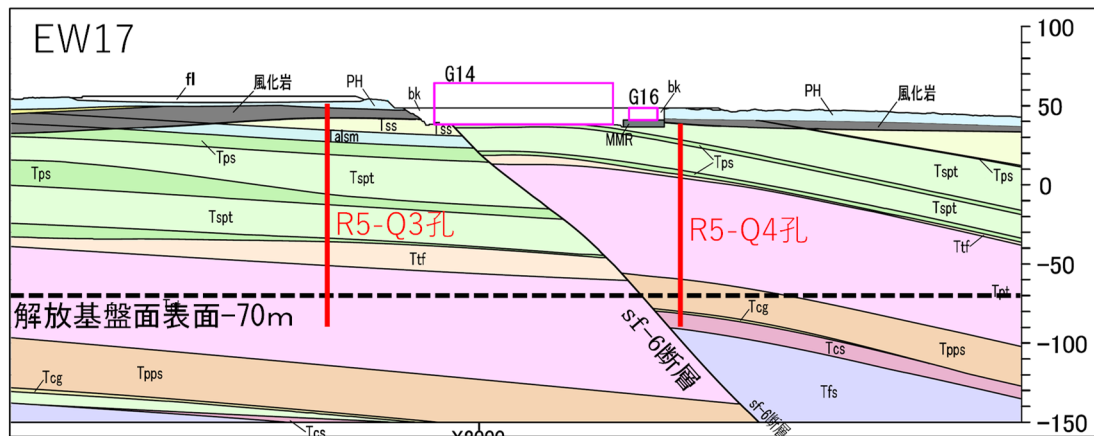 EW17
G14
G16
fl
風化岩
PH
bk
bk
PH
風化岩
MMR
Tss
Tss
Talsm
Tps
Tps
Tps
Tps
Tspt
Tspt
Tspt
Tspt
R5-Q3孔
R5-Q4孔
Ttf
Ttf
Tpt
解放基盤面表面-70m
sf-6断層
sf-6断層
Tcg
Tcg
Tcs
Tcs
Tpps
Tpps
Tfs
100
50
0
-50
-100
-150